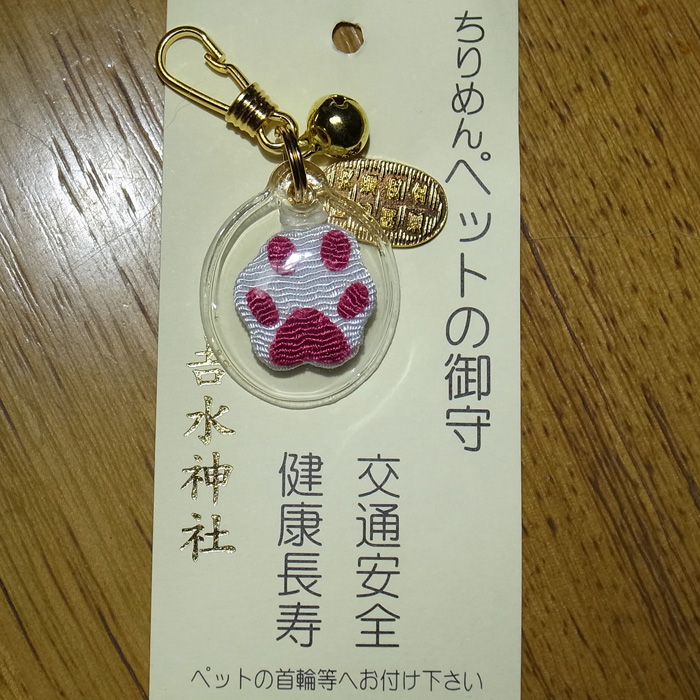 ちりめんペットの御守
交通安全
健康長寿
吉水神社
ペットの首輪等へお付け下さい